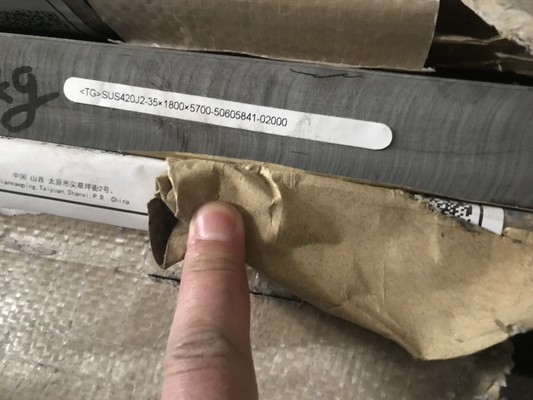 kg
<TG>SUS420J2-35×1800×5700-50605841-02000
中国 山西 太原市尖草坪街2号。
Jiancaoping,Taiyuan,Shanxi,P.R. China